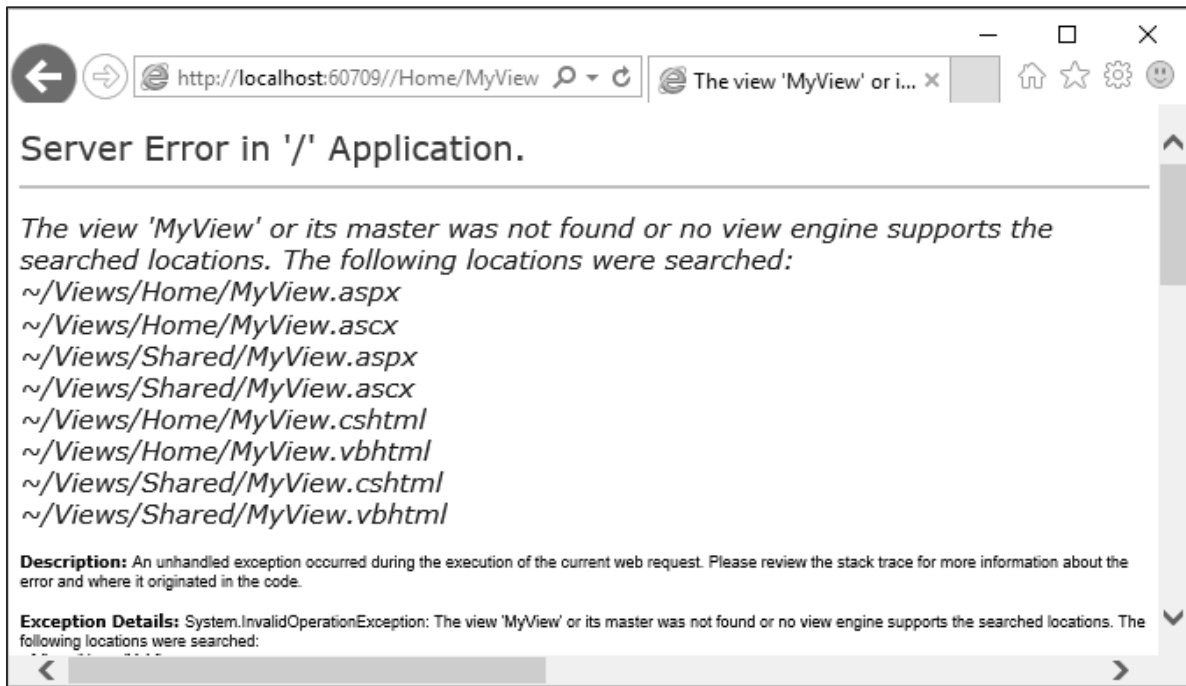 http://localhost:60709//Home/MyView
The view 'MyView' or i...
Server Error in '/' Application.
The view 'MyView' or its master was not found or no view engine supports the
searched locations. The following locations were searched:
~/Views/Home/MyView.aspx
~/Views/Home/MyView.ascx
~/Views/Shared/MyView.aspx
~/Views/Shared/MyView.ascx
~/Views/Home/MyView.cshtml
~/Views/Home/MyView.vbhtml
~/Views/Shared/MyView.cshtml
~/Views/Shared/MyView.vbhtml
Description: An unhandled exception occurred during the execution of the current web request. Please review the stack trace for more information about the
error and where it originated in the code.
Exception Details: System.InvalidOperationException: The view 'MyView' or its master was not found or no view engine supports the searched locations. The
following locations were searched: